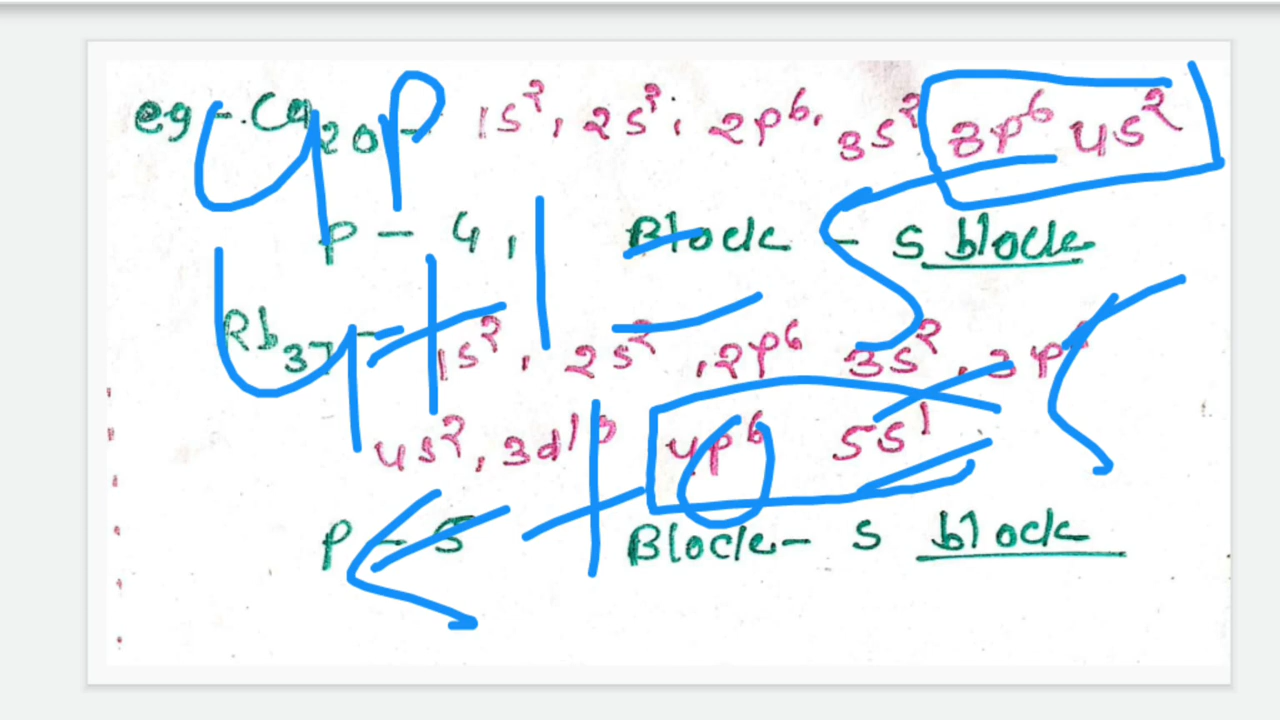 eg-. Ca₂₀- 1s², 2s², 2p⁶, 3s² 3p⁶ 4s²
p - 4, Block - s block
Rb₃₇ - 1s², 2s², 2p⁶ 3s², 3p⁶
4s², 3d¹⁰ 4p⁶ 5s¹
p - 5 Block- s block